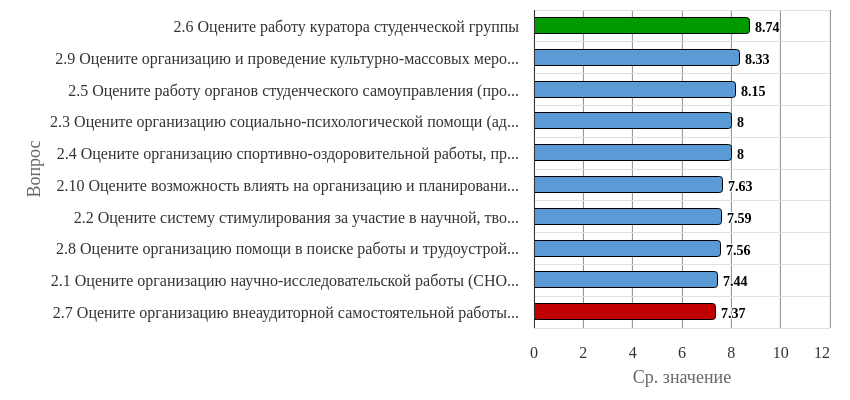 2.6 Оцените работу куратора студенческой группы 8.74
2.9 Оцените организацию и проведение культурно-массовых меро... 8.33
2.5 Оцените работу органов студенческого самоуправления (про... 8.15
2.3 Оцените организацию социально-психологической помощи (ад... 8
2.4 Оцените организацию спортивно-оздоровительной работы, пр... 8
2.10 Оцените возможность влиять на организацию и планировани... 7.63
2.2 Оцените систему стимулирования за участие в научной, тво... 7.59
2.8 Оцените организацию помощи в поиске работы и трудоустрой... 7.56
2.1 Оцените организацию научно-исследовательской работы (СНО... 7.44
2.7 Оцените организацию внеаудиторной самостоятельной работы... 7.37
Вопрос
0 2 4 6 8 10 12
Ср. значение